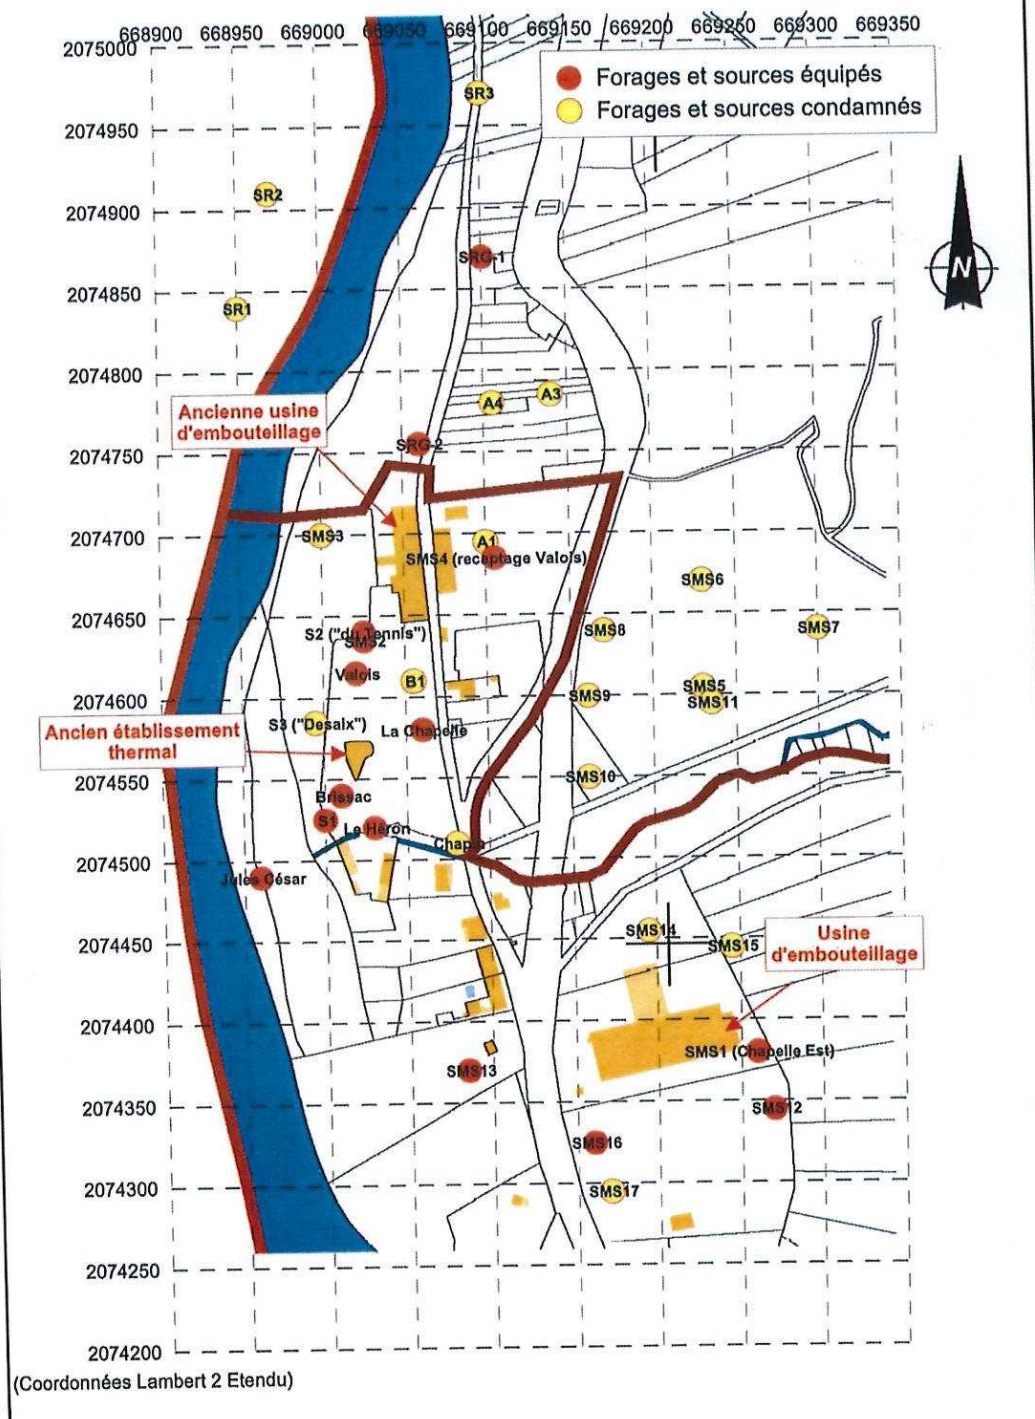 668900 668950 669000 669050 669100 669150 669200 669250 669300 669350
2075000
Forages et sources équipés
Forages et sources condamnés
SR3
2074950
SR2
2074900
SRG-1
N
2074850
SR1
2074800
A3
A4
Ancienne usine
d'embouteillage
SRG-2
2074750
2074700
SMS3
A1
SMS4 (recaptage Valois)
SMS6
2074650
S2 ("du Tennis")
SMS2
SMS8
SMS7
Valois
B1
SMS5
SMS9
SMS11
2074600
S3 ("Desaix")
La Chapelle
Ancien établissement
thermal
2074550
SMS10
Brissac
S1
Le Héron
Chapin
2074500
Jules César
SMS14
SMS15
Usine
d'embouteillage
2074450
2074400
SMS1 (Chapelle Est)
SMS13
2074350
SMS12
SMS16
2074300
SMS17
2074250
2074200
(Coordonnées Lambert 2 Etendu)